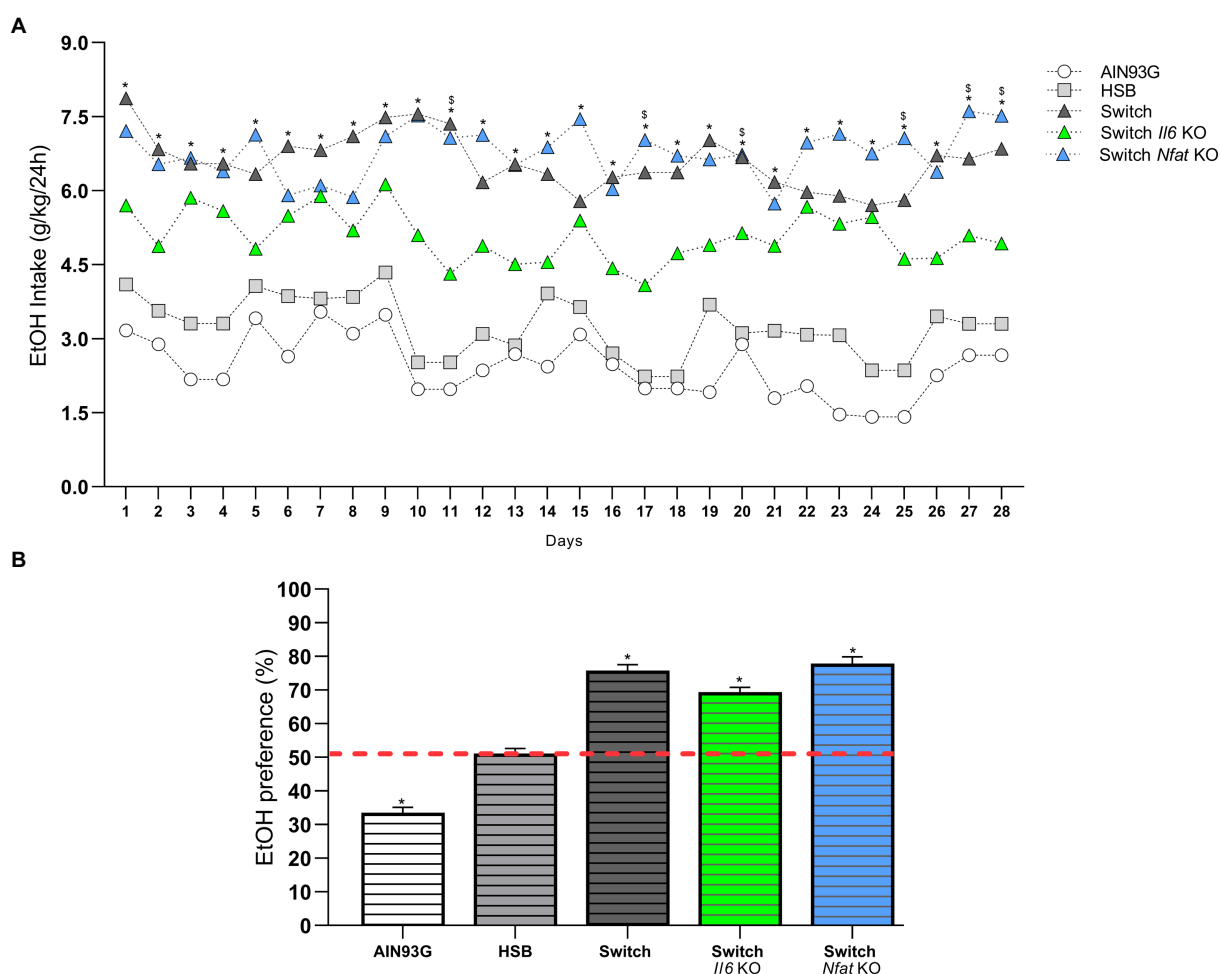 A
EtOH Intake (g/kg/24h)
9.0
7.5
6.0
4.5
3.0
1.5
0.0
* * * * * * * * * * $ * * * * * * $ * * * $ * * * * * $ * * $ * $ *
1 2 3 4 5 6 7 8 9 10 11 12 13 14 15 16 17 18 19 20 21 22 23 24 25 26 27 28
Days
AIN93G
HSB
Switch
Switch Il6 KO
Switch Nfat KO
B
EtOH preference (%)
100
90
80
70
60
50
40
30
20
10
0
* * * *
AIN93G HSB Switch Switch Switch
Il6 KO Nfat KO